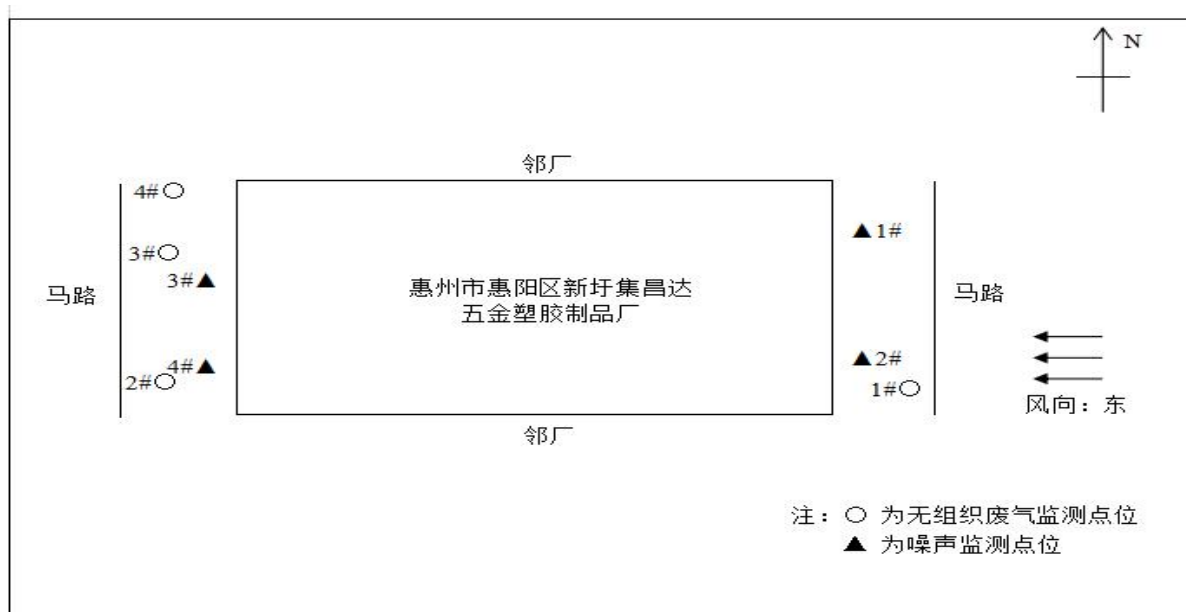 N
邻厂
4#○
▲1#
3#○
3#▲
惠州市惠阳区新圩集昌达
五金塑胶制品厂
马路
马路
4#▲
▲2#
2#○
1#○
风向：东
邻厂
注：○ 为无组织废气监测点位
▲ 为噪声监测点位